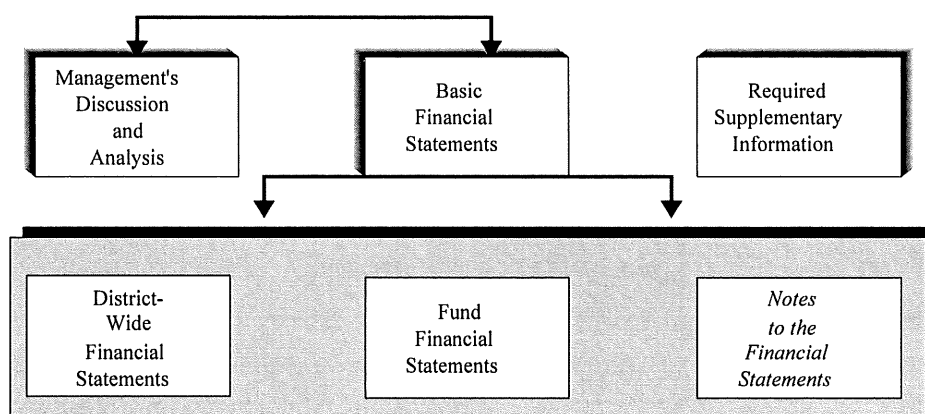 Management's
Discussion
and
Analysis
Basic
Financial
Statements
Required
Supplementary
Information
District-
Wide
Financial
Statements
Fund
Financial
Statements
Notes
to the
Financial
Statements